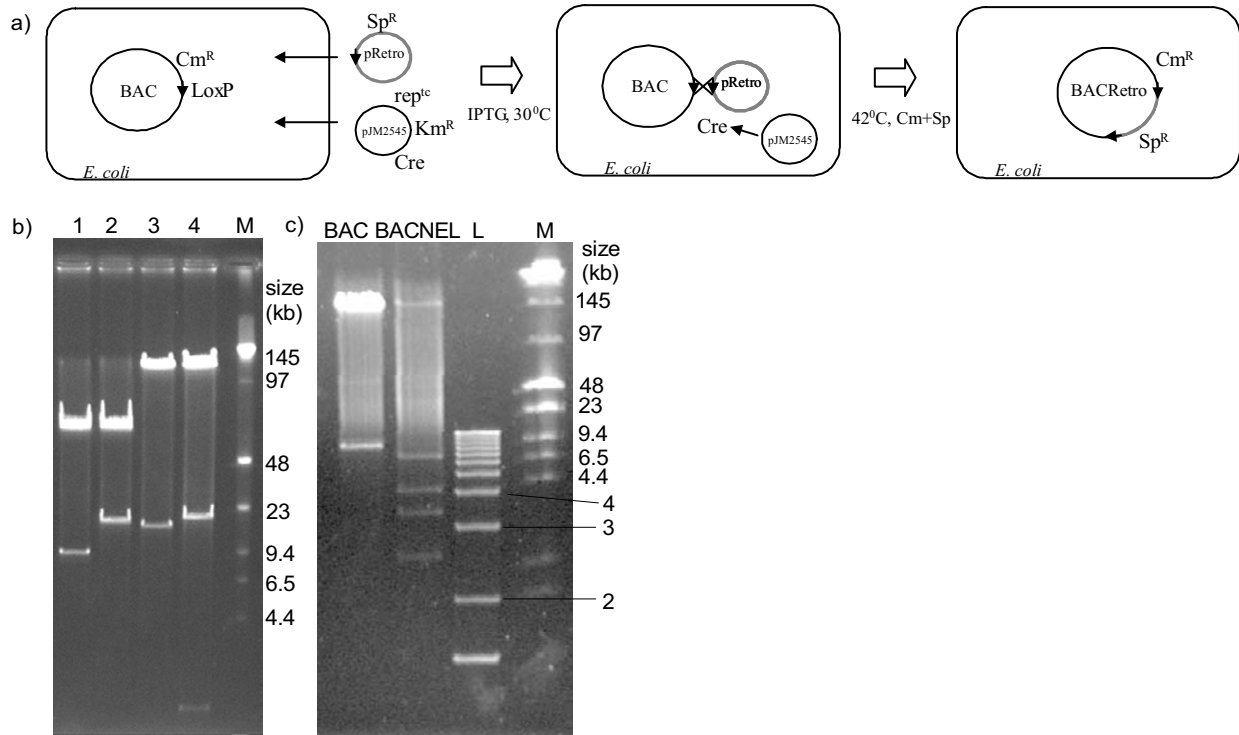 a)
Sp^R
pRetro
Cm^R
BAC
LoxP
rep^tc
Km^R
pJM2545
Cre
E. coli
IPTG, 30^0C
BAC
pRetro
Cre
pJM2545
E. coli
42^0C, Cm+Sp
Cm^R
BACRetro
Sp^R
E. coli
b)
1 2 3 4 M
size
(kb)
145
97
48
23
9.4
6.5
4.4
c)
BAC BACNEL L M
size
(kb)
145
97
48
23
9.4
6.5
4.4
4
3
2